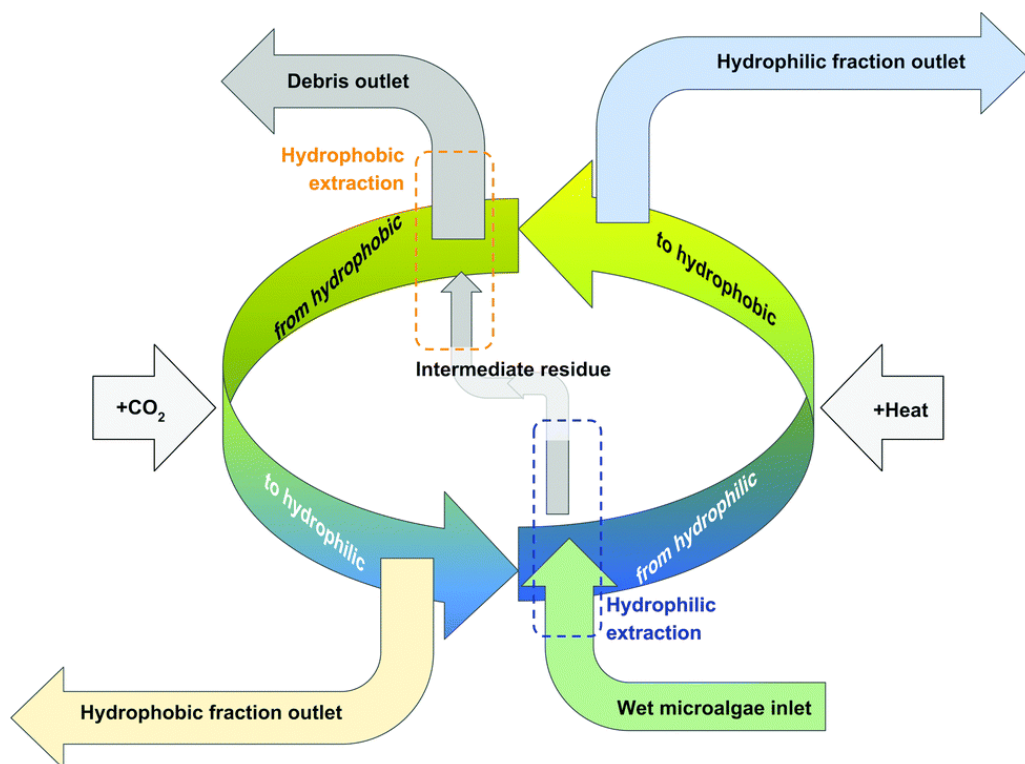 Hydrophilic fraction outlet
Debris outlet
Hydrophobic
extraction
from hydrophobic
to hydrophobic
Intermediate residue
+CO₂
+Heat
to hydrophilic
from hydrophilic
Hydrophilic
extraction
Hydrophobic fraction outlet
Wet microalgae inlet